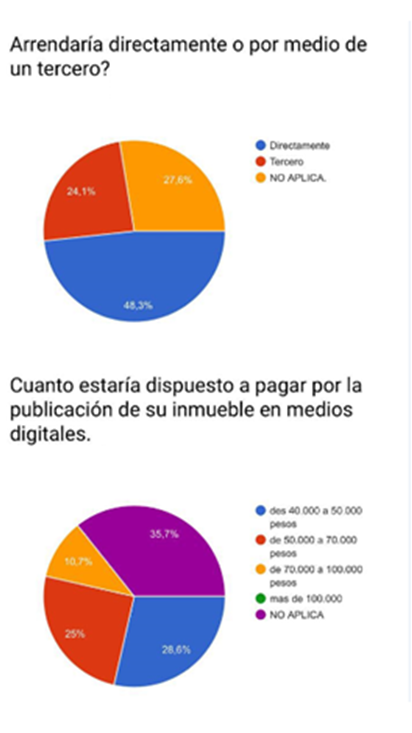 Arrendaría directamente o por medio de
un tercero?
Directamente
Tercero
NO APLICA.
27,6%
24,1%
48,3%
Cuanto estaría dispuesto a pagar por la
publicación de su inmueble en medios
digitales.
des 40.000 a 50.000
pesos
de 50.000 a 70.000
pesos
de 70.000 a 100.000
pesos
mas de 100.000
NO APLICA
35,7%
10,7%
25%
28,6%